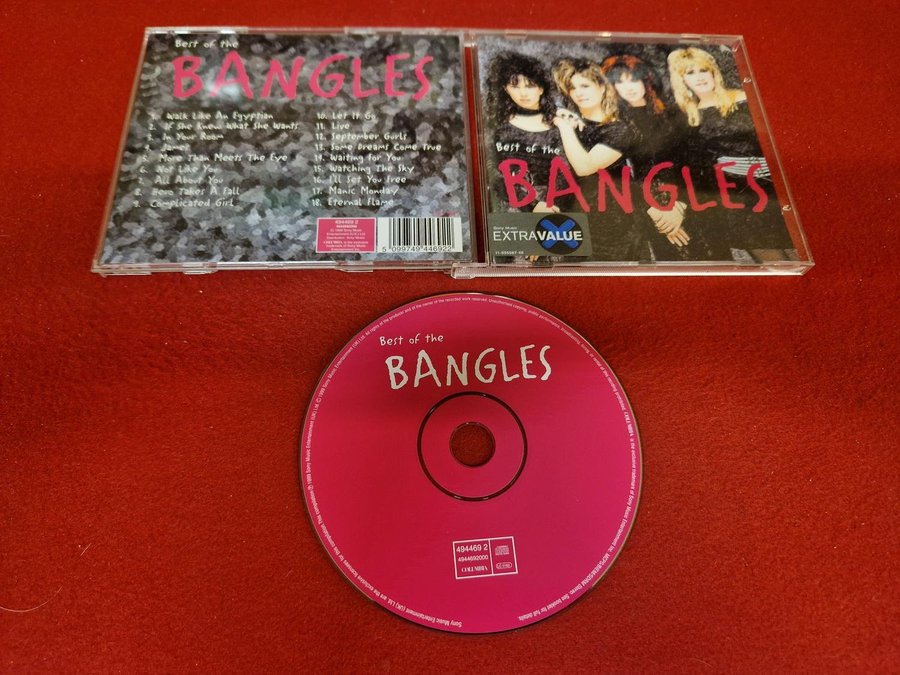 Best of the
BANGLES
1. Walk Like An Egyptian
2. If She Knew What She Wants
3. In Your Room
4. James
5. More Than Meets The Eye
6. Not Like You
7. All About You
8. Hero Takes A Fall
9. Complicated Girl
10. Let It Go
11. Live
12. September Gurls
13. Some Dreams Come True
14. Waiting For You
15. Watching The Sky
16. I'll Set You Free
17. Manic Monday
18. Eternal Flame
494469 2
5 099749 446922
Best of the
BANGLES
Sony Music
EXTRAVALUE
Best of the
BANGLES
494469 2
4944692000
COLUMBIA